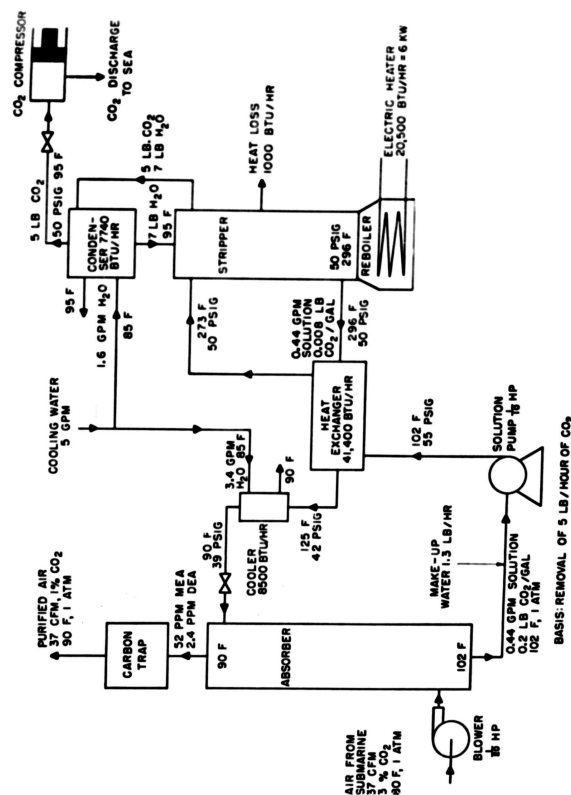 PURIFIED AIR
37 CFM, 1% CO₂
90 F, 1 ATM
CARBON
TRAP
52 PPM MEA
2.4 PPM DEA
90 F
ABSORBER
102 F
AIR FROM
SUBMARINE
37 CFM
3 % CO₂
80 F, 1 ATM
BLOWER
HP
COOLING WATER
5 GPM
1.6 GPM H₂O
85 F
3.4 GPM
H₂O 85 F
90 F
39 PSIG
COOLER
8500 BTU/HR
90 F
125 F
42 PSIG
HEAT
EXCHANGER
41,400 BTU/HR
102 F
55 PSIG
SOLUTION
PUMP HP
MAKE-UP
WATER 1.3 LB/HR
0.44 GPM SOLUTION
0.2 LB CO₂/GAL
102 F, 1 ATM
CO₂ COMPRESSOR
CO₂ DISCHARGE
TO SEA
5 LB CO₂
50 PSIG 95 F
95 F
CONDEN-
SER 7740
BTU/HR
5 LB. CO₂
7 LB H₂O
7 LB H₂O
95 F
STRIPPER
HEAT LOSS
1000 BTU/HR
273 F
50 PSIG
0.44 GPM
SOLUTION
0.008 LB
CO₂/GAL
296 F
50 PSIG
50 PSIG
296 F
REBOILER
ELECTRIC HEATER
20,500 BTU/HR = 6 KW
BASIS: REMOVAL OF 5 LB/HOUR OF CO₂